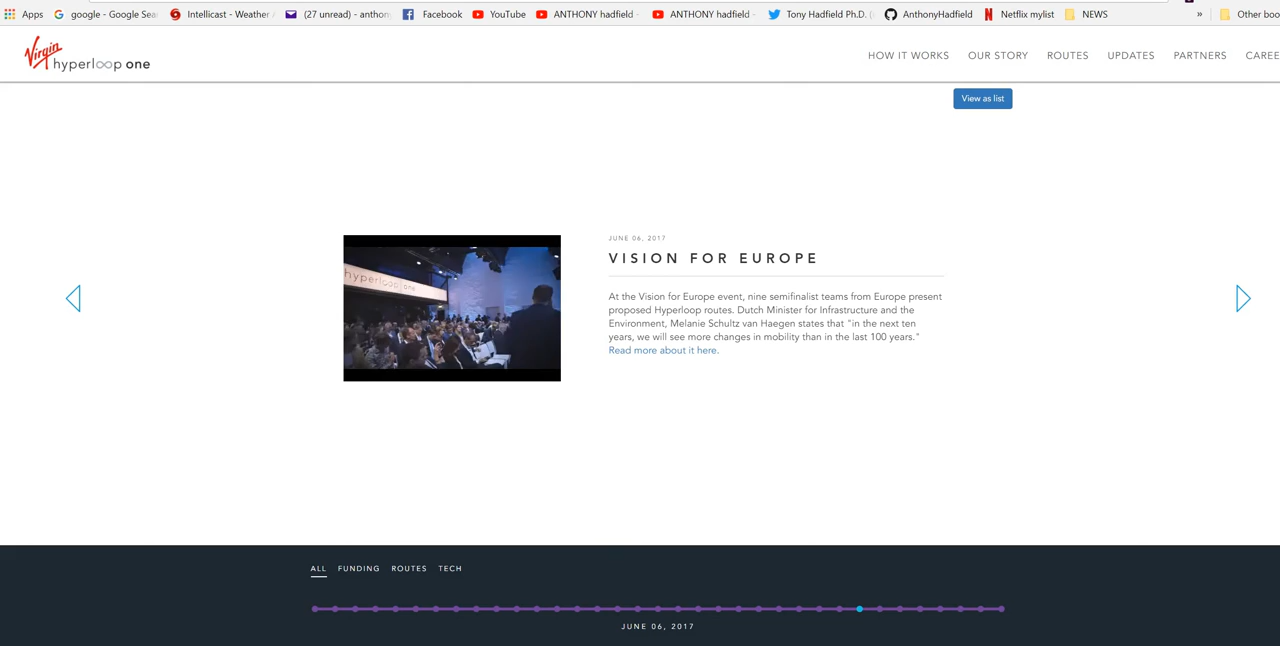 Apps google - Google Sea Intellicast - Weather (27 unread) - anthon Facebook YouTube ANTHONY hadfield - ANTHONY hadfield - Tony Hadfield Ph.D. ( AnthonyHadfield Netflix mylist NEWS » Other boo
Virgin
hyperloop one
HOW IT WORKS OUR STORY ROUTES UPDATES PARTNERS CAREE
View as list
hyperloop one
JUNE 06, 2017
VISION FOR EUROPE
At the Vision for Europe event, nine semifinalist teams from Europe present
proposed Hyperloop routes. Dutch Minister for Infrastructure and the
Environment, Melanie Schultz van Haegen states that "in the next ten
years, we will see more changes in mobility than in the last 100 years."
Read more about it here.
ALL FUNDING ROUTES TECH
JUNE 06, 2017